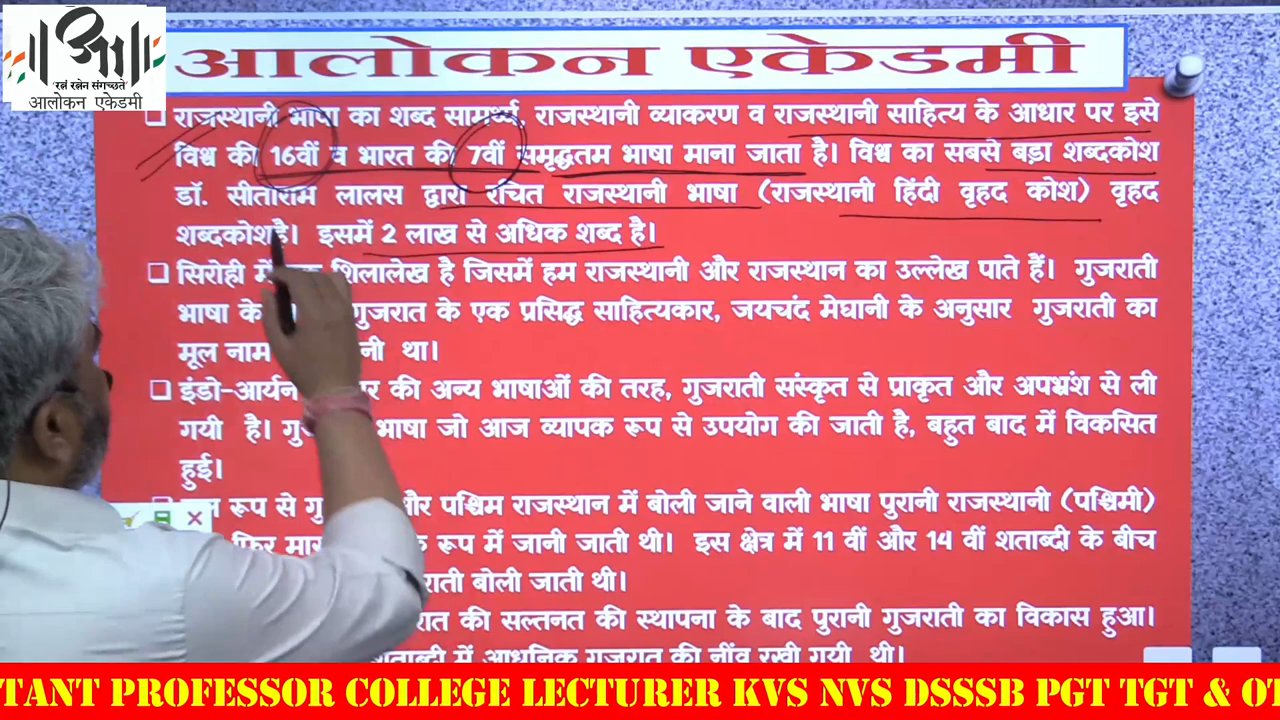 आलोकन एकेडमी
रत्नं रत्नेन संगच्छते
आलोकन एकेडमी
राजस्थानी भाषा का शब्द सामर्थ्य, राजस्थानी व्याकरण व राजस्थानी साहित्य के आधार पर इसे
विश्व की 16वीं व भारत की 7वीं समृद्धतम भाषा माना जाता है। विश्व का सबसे बड़ा शब्दकोश
डॉ. सीताराम लालस द्वारा रचित राजस्थानी भाषा (राजस्थानी हिंदी वृहद कोश) वृहद
शब्दकोश है। इसमें 2 लाख से अधिक शब्द है।
सिरोही में शिलालेख है जिसमें हम राजस्थानी और राजस्थान का उल्लेख पाते हैं। गुजराती
भाषा के गुजरात के एक प्रसिद्ध साहित्यकार, जयचंद मेघानी के अनुसार गुजराती का
मूल नाम था।
इंडो-आर्यन की अन्य भाषाओं की तरह, गुजराती संस्कृत से प्राकृत और अपभ्रंश से ली
गयी है। भाषा जो आज व्यापक रूप से उपयोग की जाती है, बहुत बाद में विकसित
हुई।
रूप से और पश्चिम राजस्थान में बोली जाने वाली भाषा पुरानी राजस्थानी (पश्चिमी)
फिर रूप में जानी जाती थी। इस क्षेत्र में 11 वीं और 14 वीं शताब्दी के बीच
बोली जाती थी।
की सल्तनत की स्थापना के बाद पुरानी गुजराती का विकास हुआ।
में आधुनिक गुजरात की नींव रखी गयी थी।
PROFESSOR COLLEGE LECTURER KVS NVS DSSSB PGT TGT &